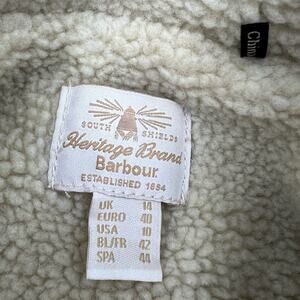 SOUTH SHIELDS
Heritage Brand
Barbour
ESTABLISHED 1894
UK 14
EURO 40
USA 10
BL/FR 42
SPA 44